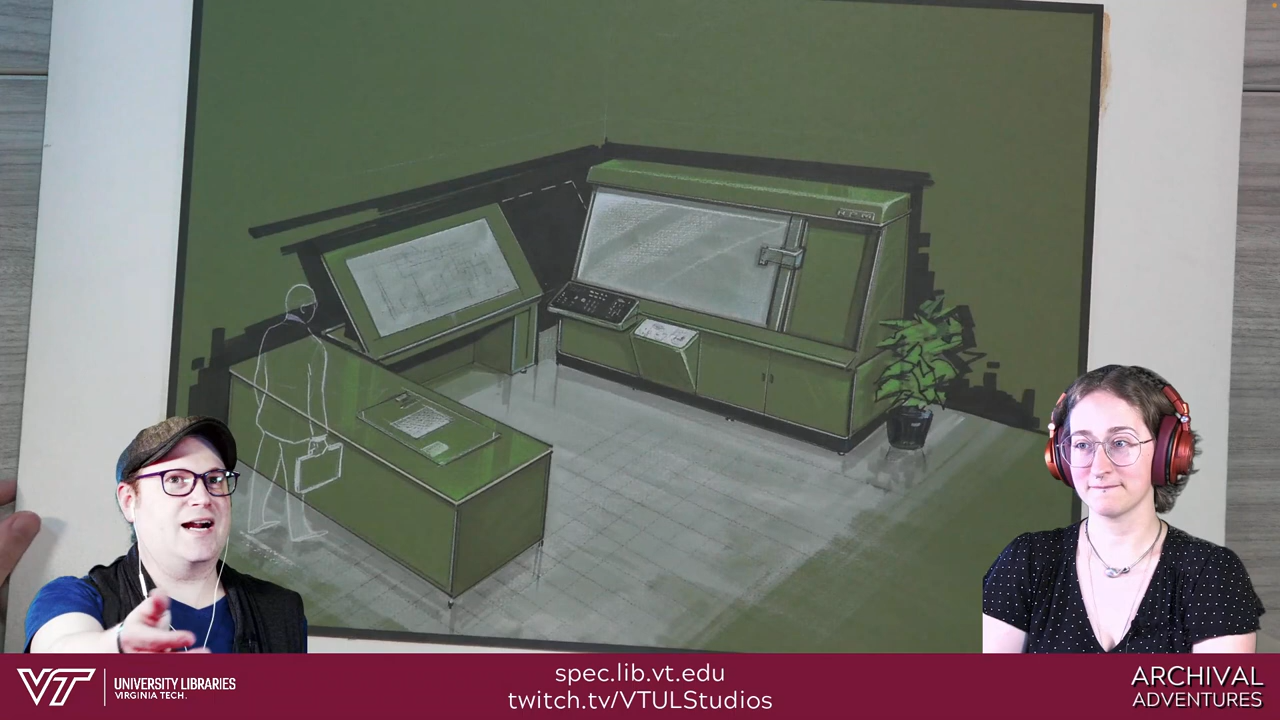 VT
UNIVERSITY LIBRARIES
VIRGINIA TECH.
spec.lib.vt.edu
twitch.tv/VTULStudios
ARCHIVAL
ADVENTURES